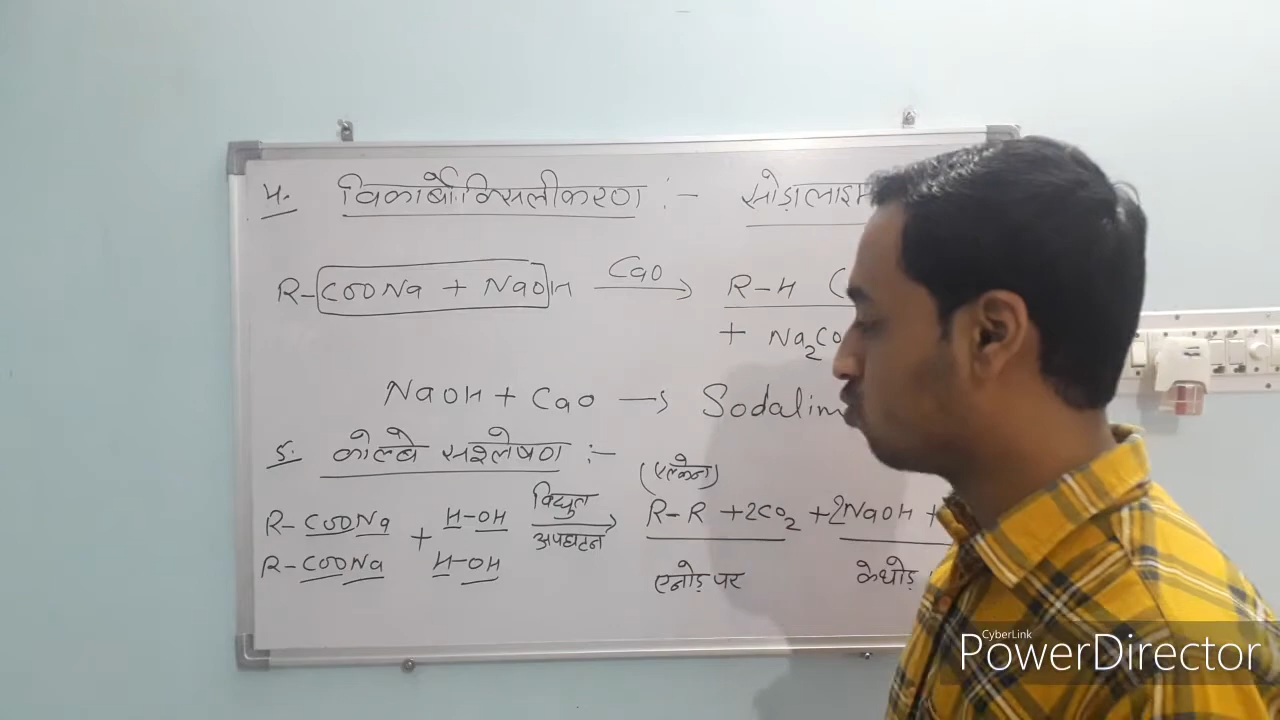 4. विकार्बोक्सिलीकरण :- सोडालाइम
R-COONa + NaOH CaO → R-H (
+ Na2CO
NaOH + CaO → Sodalim
5. कोल्बे संश्लेषण :-
(एल्केन)
R-COONa + H-OH विद्युत → R-R + 2CO2 + 2NaOH +
R-COONa H-OH अपघटन
एनोड़ पर केथोड़
CyberLink
PowerDirector